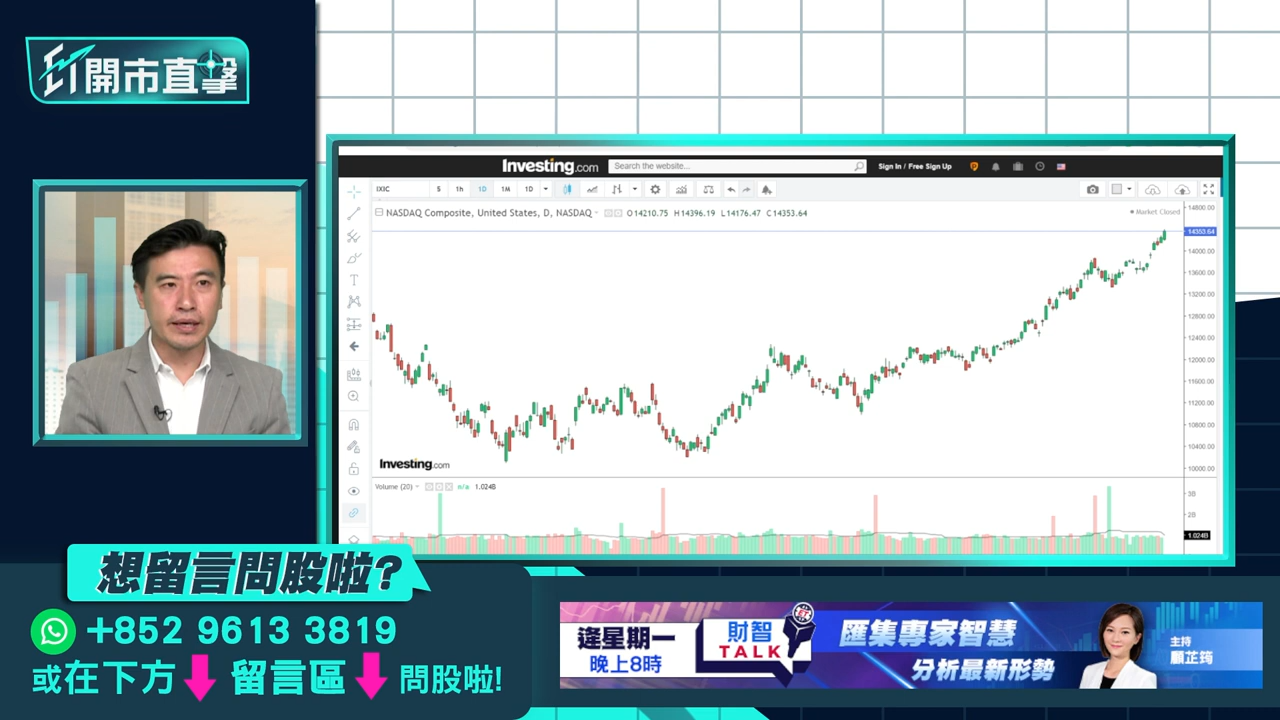 ET開市直擊
Investing.com
Search the website...
Sign In / Free Sign Up
IXIC
5
1h
1D
1M
1D
NASDAQ Composite, United States, D, NASDAQ
O14210.75 H14396.19 L14176.47 C14353.64
Market Closed
14800.00
14353.64
14000.00
13600.00
13200.00
12800.00
12400.00
12000.00
11600.00
11200.00
10800.00
10400.00
10000.00
Investing.com
Volume (20)
n/a 1.024B
3B
2B
1.024B
想留言問股啦?
+852 9613 3819
或在下方
留言區
問股啦!
逢星期一
晚上8時
財智
TALK
ET
匯集專家智慧
分析最新形勢
主持
顧芷筠